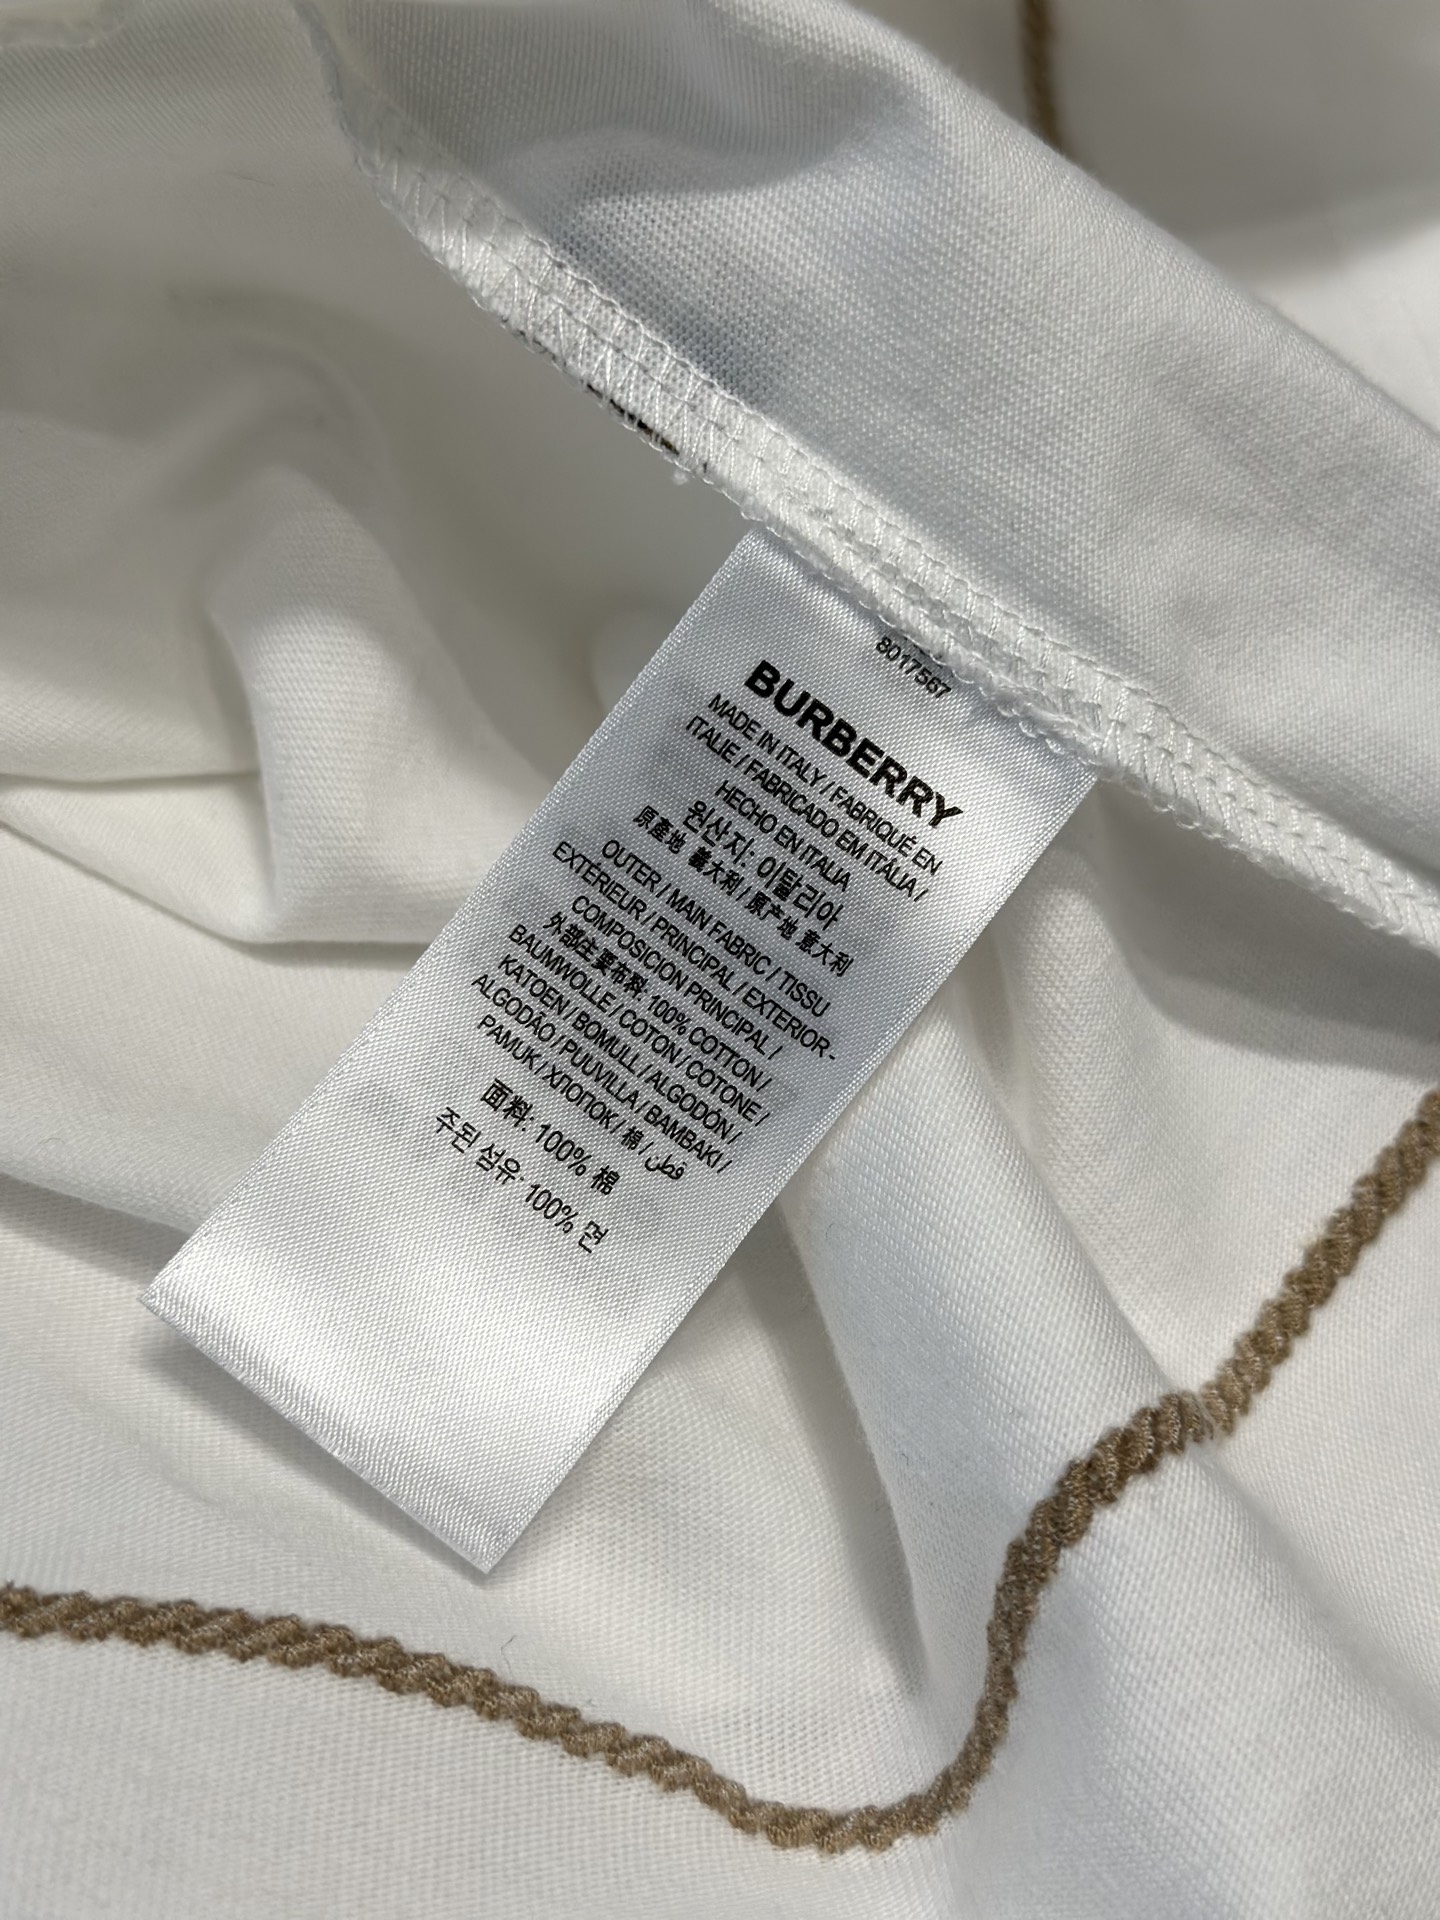 8017567
BURBERRY
MADE IN ITALY / FABRIQUÉ EN
ITALIE / FABRICADO EM ITÁLIA /
HECHO EN ITALIA
원산지: 이탈리아
原產地 義大利 / 原产地 意大利
OUTER / MAIN FABRIC / TISSU
EXTÉRIEUR / PRINCIPAL / EXTERIOR -
COMPOSICION PRINCIPAL /
外部主要布料: 100% COTTON /
BAUMWOLLE / COTON / COTONE /
KATOEN / BOMULL / ALGODÓN /
ALGODÃO / PUUVILLA / BAMBAKI /
PAMUK / ХЛОПОК / 棉 / قطن
面料: 100% 棉
주된 섬유: 100% 면